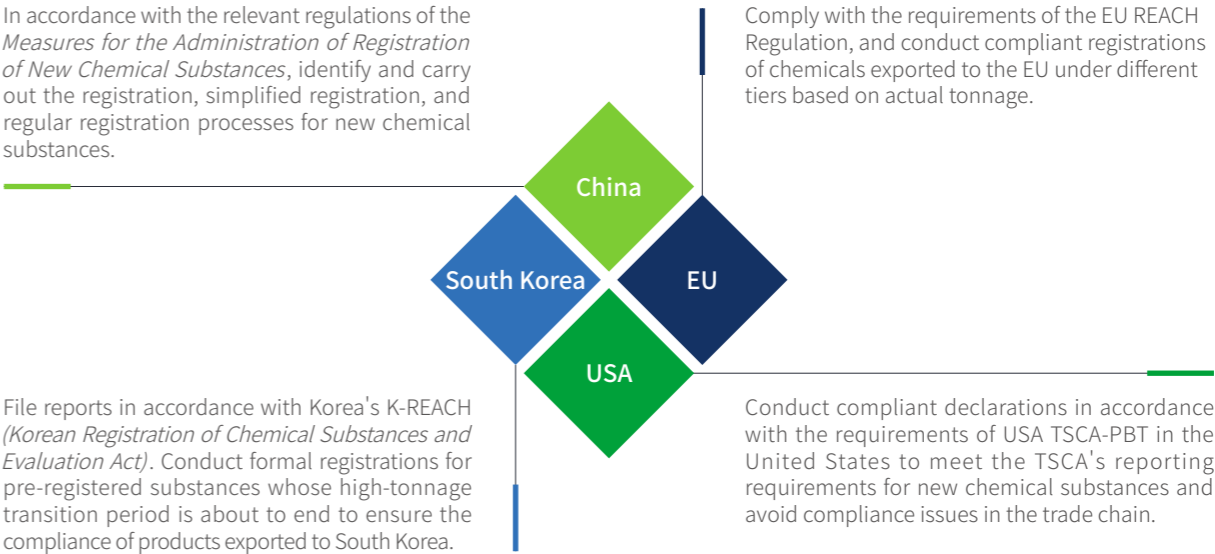 In accordance with the relevant regulations of the
Measures for the Administration of Registration
of New Chemical Substances, identify and carry
out the registration, simplified registration, and
regular registration processes for new chemical
substances.
Comply with the requirements of the EU REACH
Regulation, and conduct compliant registrations
of chemicals exported to the EU under different
tiers based on actual tonnage.
China
South Korea
EU
USA
File reports in accordance with Korea's K-REACH
(Korean Registration of Chemical Substances and
Evaluation Act). Conduct formal registrations for
pre-registered substances whose high-tonnage
transition period is about to end to ensure the
compliance of products exported to South Korea.
Conduct compliant declarations in accordance
with the requirements of USA TSCA-PBT in the
United States to meet the TSCA's reporting
requirements for new chemical substances and
avoid compliance issues in the trade chain.